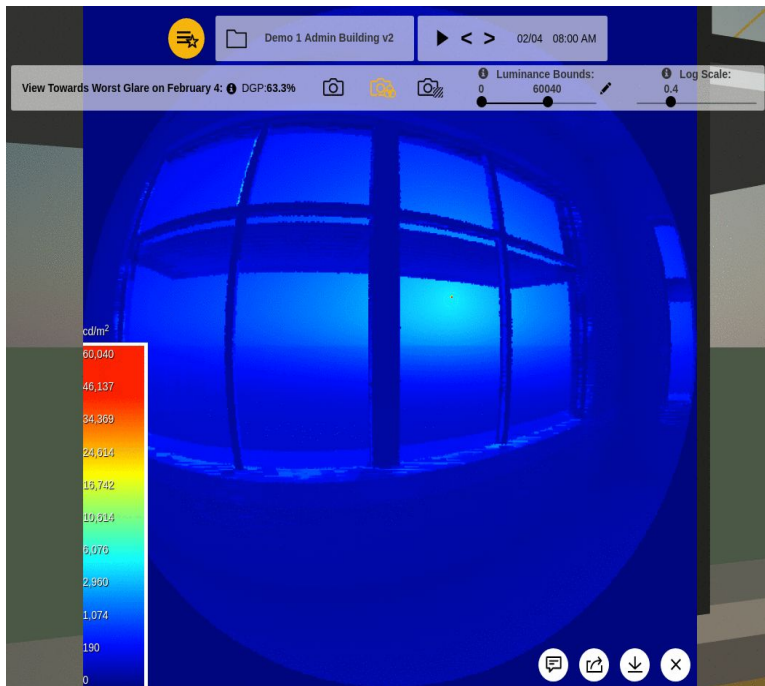 Demo 1 Admin Building v2
02/04 08:00 AM
View Towards Worst Glare on February 4: DGP:63.3%
Luminance Bounds:
0 60040
Log Scale:
0.4
cd/m²
60,040
46,137
34,369
24,614
16,742
10,614
6,076
2,960
1,074
190
0